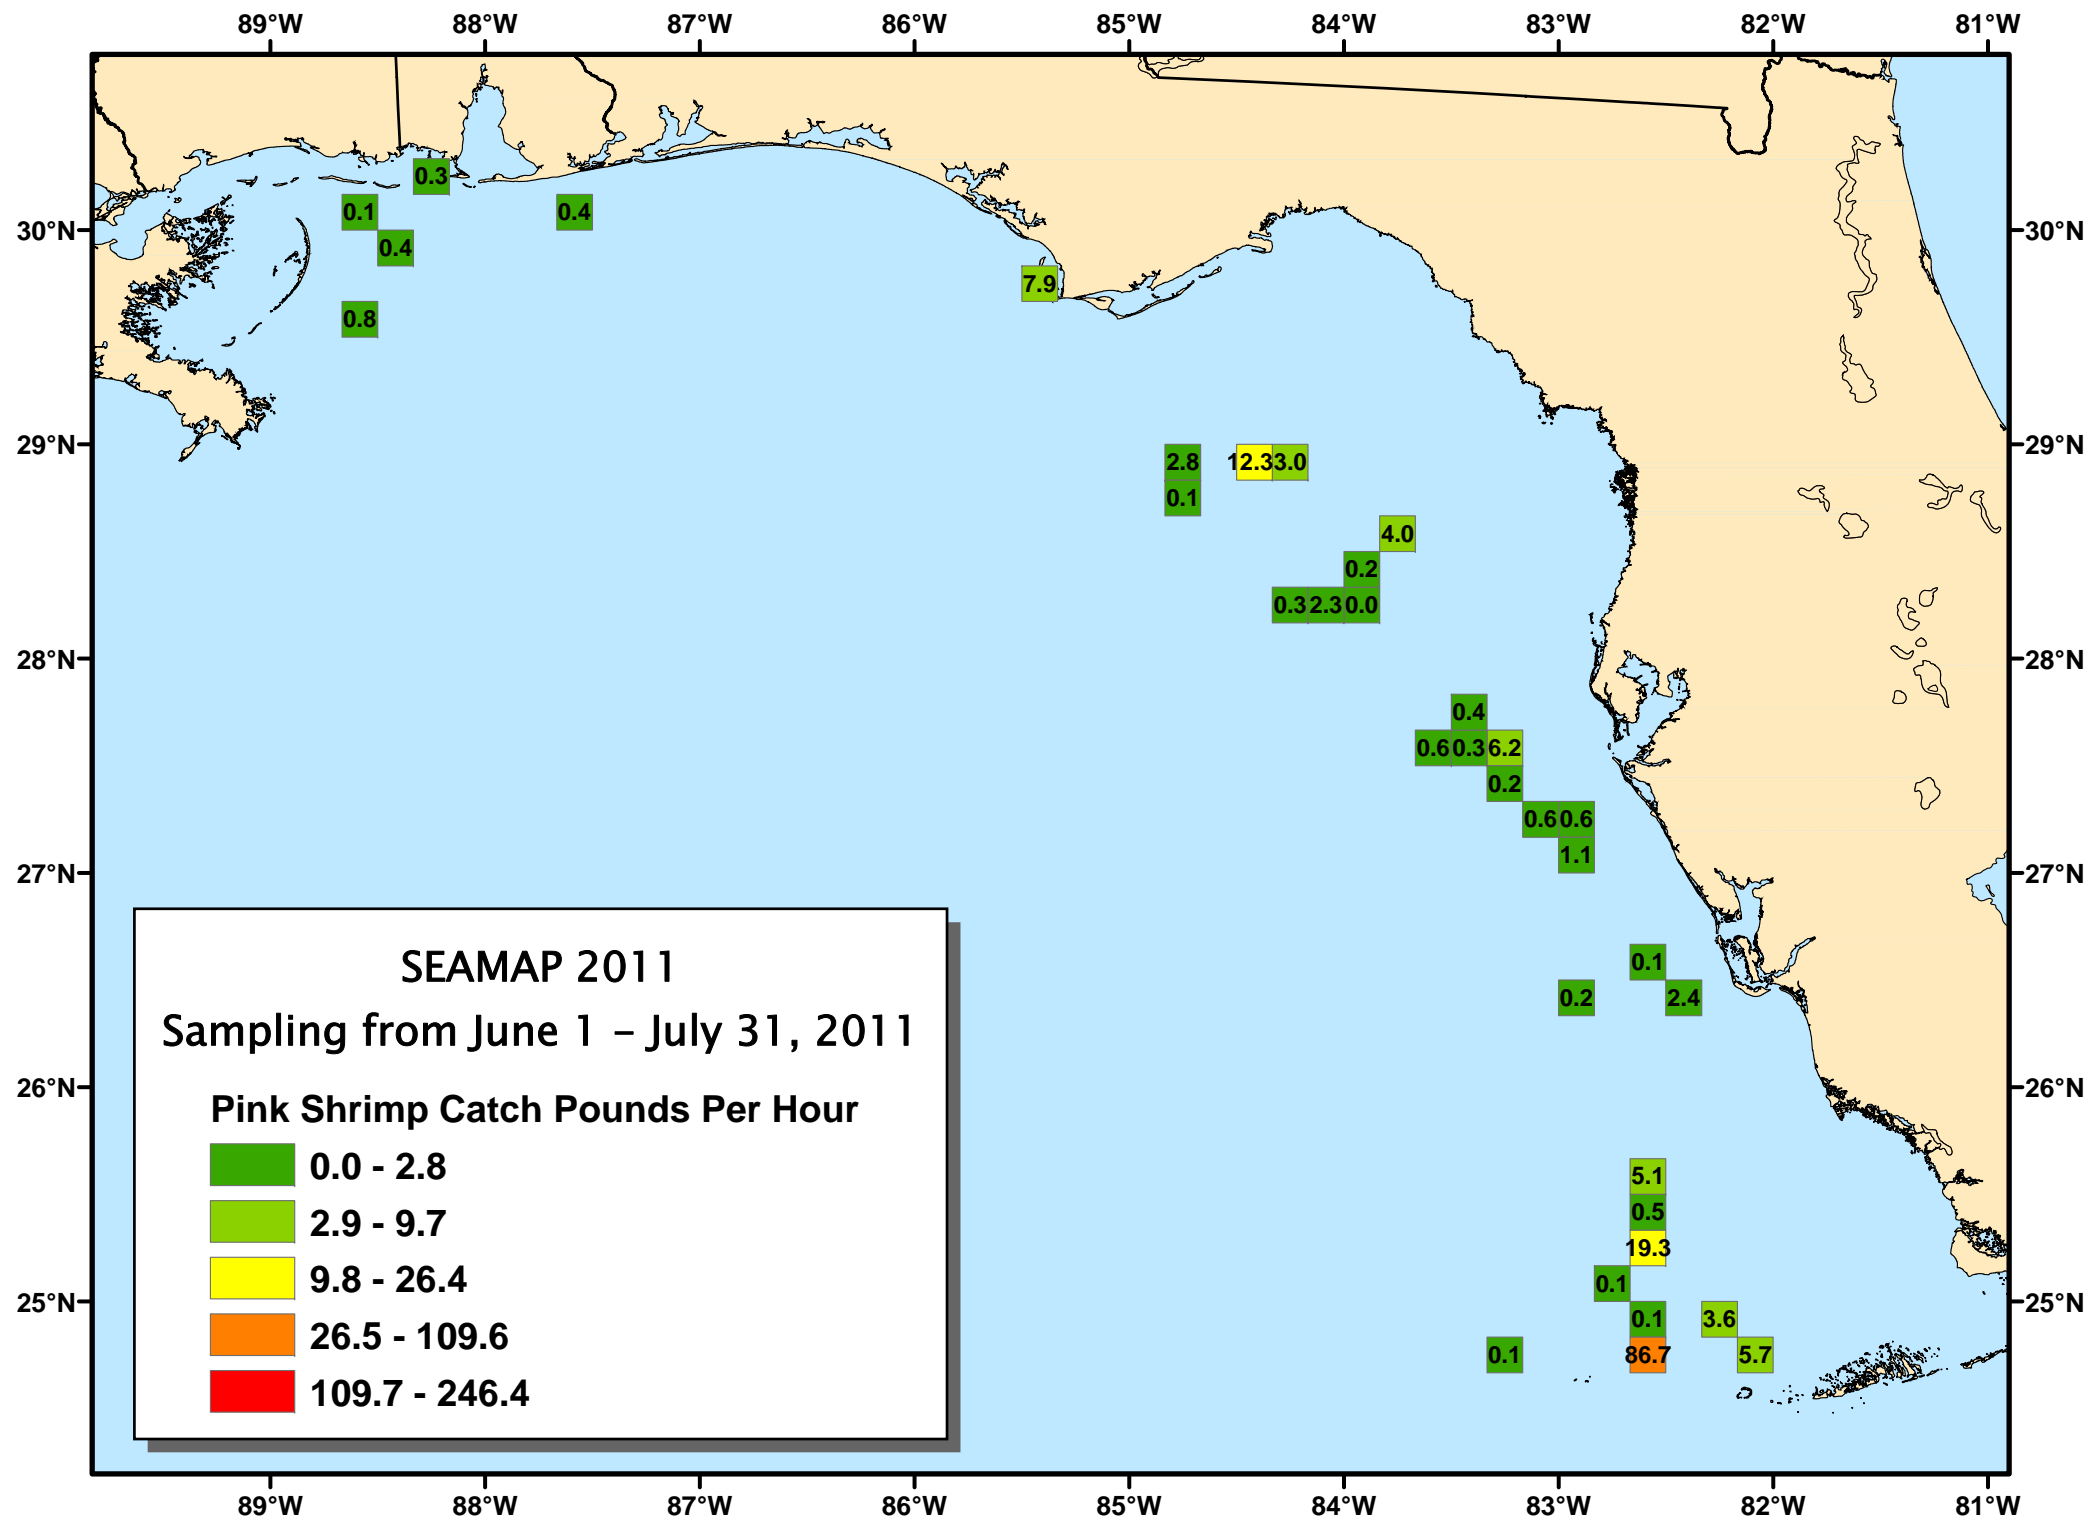 89°W 88°W 87°W 86°W 85°W 84°W 83°W 82°W 81°W
0.3
0.1 0.4
30°N 30°N
0.4
7.9
0.8
29°N 29°N
2.8 12.3 3.0
0.1
4.0
0.2
0.3 2.3 0.0
28°N 28°N
0.4
0.6 0.3 6.2
0.2
0.6 0.6
1.1
27°N 27°N
0.1
0.2 2.4
26°N 26°N
5.1
0.5
19.3
0.1
25°N 25°N
0.1 3.6
0.1 86.7 5.7
SEAMAP 2011
Sampling from June 1 - July 31, 2011
Pink Shrimp Catch Pounds Per Hour
0.0 - 2.8
2.9 - 9.7
9.8 - 26.4
26.5 - 109.6
109.7 - 246.4
89°W 88°W 87°W 86°W 85°W 84°W 83°W 82°W 81°W